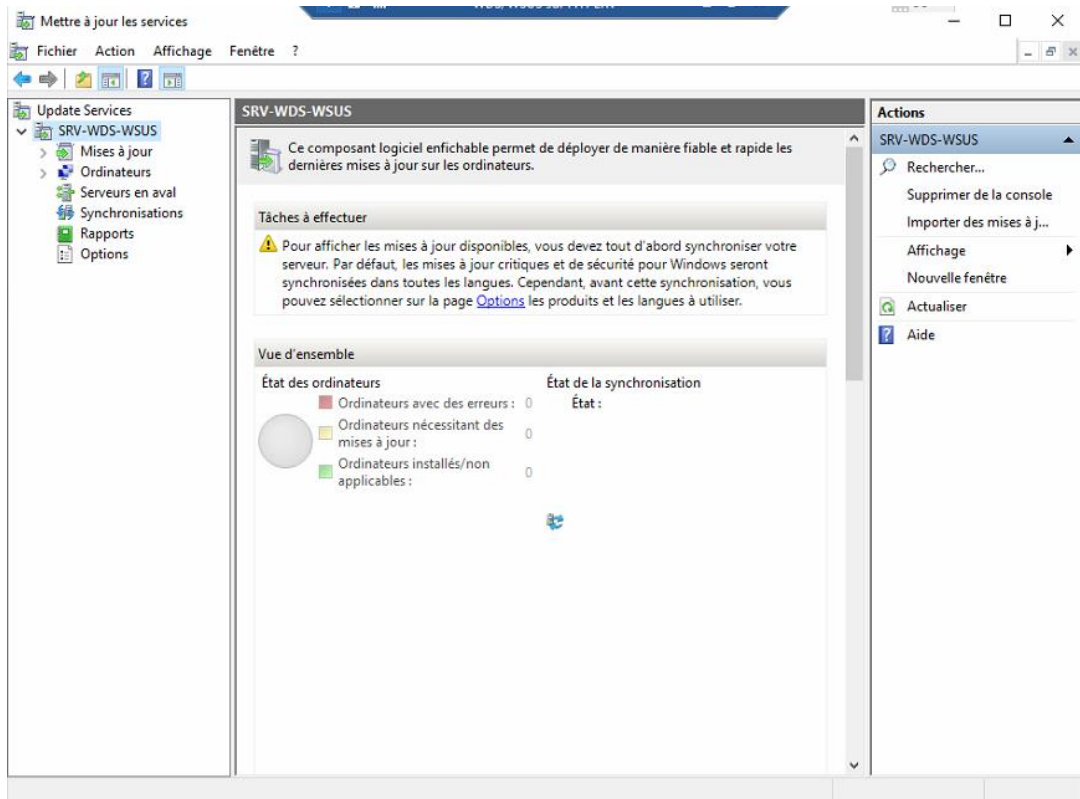 Mettre à jour les services
Fichier Action Affichage Fenêtre ?
Update Services
SRV-WDS-WSUS
Mises à jour
Ordinateurs
Serveurs en aval
Synchronisations
Rapports
Options
SRV-WDS-WSUS
Ce composant logiciel enfichable permet de déployer de manière fiable et rapide les
dernières mises à jour sur les ordinateurs.
Tâches à effectuer
Pour afficher les mises à jour disponibles, vous devez tout d'abord synchroniser votre
serveur. Par défaut, les mises à jour critiques et de sécurité pour Windows seront
synchronisées dans toutes les langues. Cependant, avant cette synchronisation, vous
pouvez sélectionner sur la page Options les produits et les langues à utiliser.
Vue d'ensemble
État des ordinateurs
Ordinateurs avec des erreurs : 0
Ordinateurs nécessitant des
mises à jour : 0
Ordinateurs installés/non
applicables : 0
État de la synchronisation
État :
Actions
SRV-WDS-WSUS
Rechercher...
Supprimer de la console
Importer des mises à j...
Affichage
Nouvelle fenêtre
Actualiser
Aide